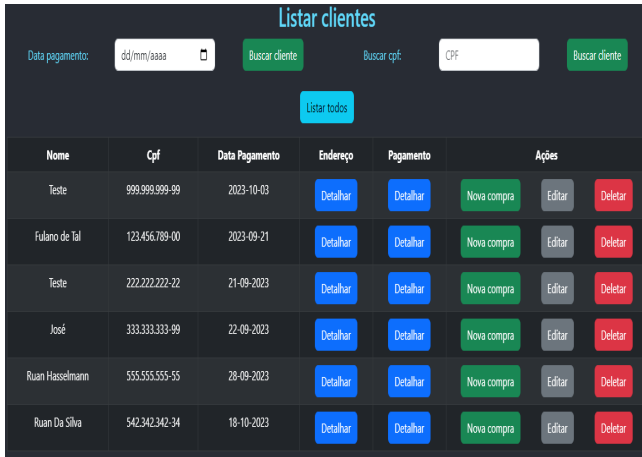 Listar clientes
Data pagamento: dd/mm/aaaa Buscar cliente Buscar cpf: CPF Buscar cliente
Listar todos
Nome Cpf Data Pagamento Endereço Pagamento Ações
Teste 999.999.999-99 2023-10-03 Detalhar Detalhar Nova compra Editar Deletar
Fulano de Tal 123.456.789-00 2023-09-21 Detalhar Detalhar Nova compra Editar Deletar
Teste 222.222.222-22 21-09-2023 Detalhar Detalhar Nova compra Editar Deletar
José 333.333.333-99 22-09-2023 Detalhar Detalhar Nova compra Editar Deletar
Ruan Hasselmann 555.555.555-55 28-09-2023 Detalhar Detalhar Nova compra Editar Deletar
Ruan Da Silva 542.342.342-34 18-10-2023 Detalhar Detalhar Nova compra Editar Deletar